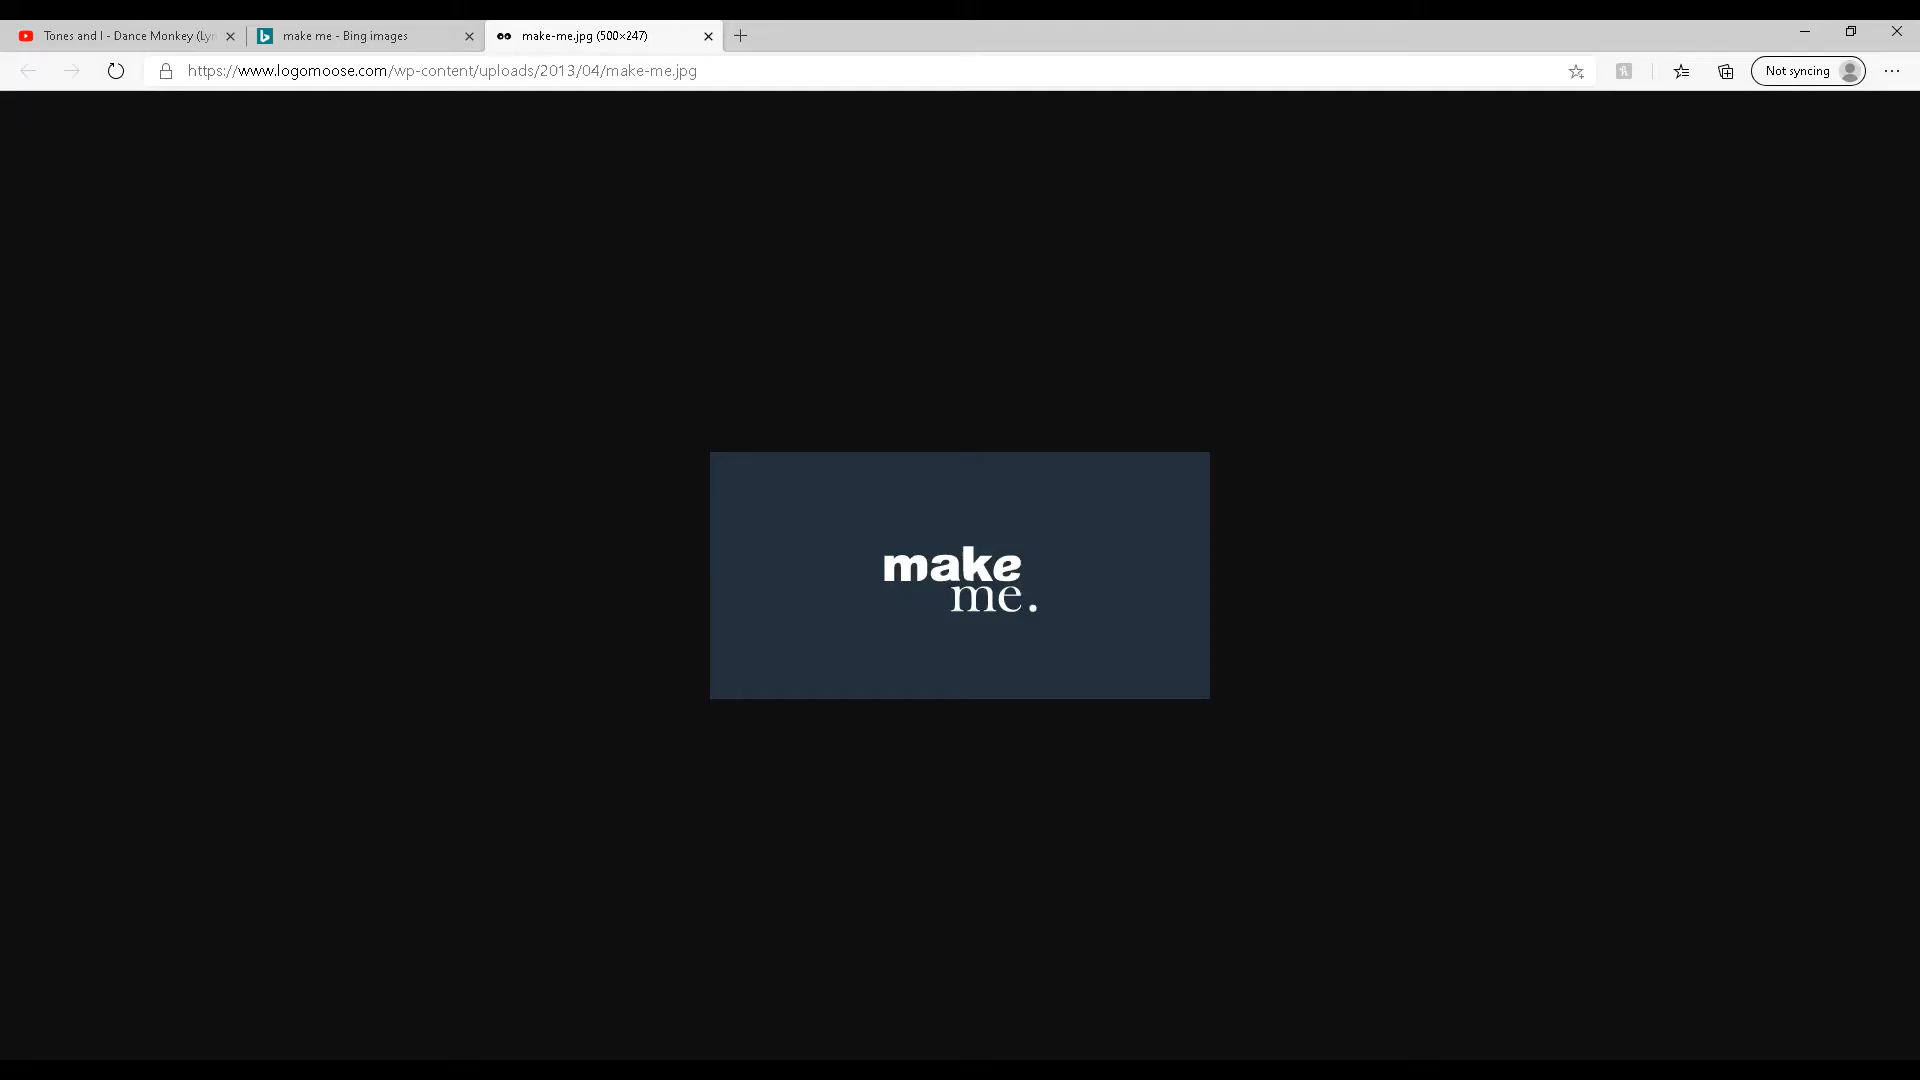 Tones and I - Dance Monkey (Lyr
make me - Bing images
make-me.jpg (500×247)
https://www.logomoose.com/wp-content/uploads/2013/04/make-me.jpg
Not syncing
make
me.